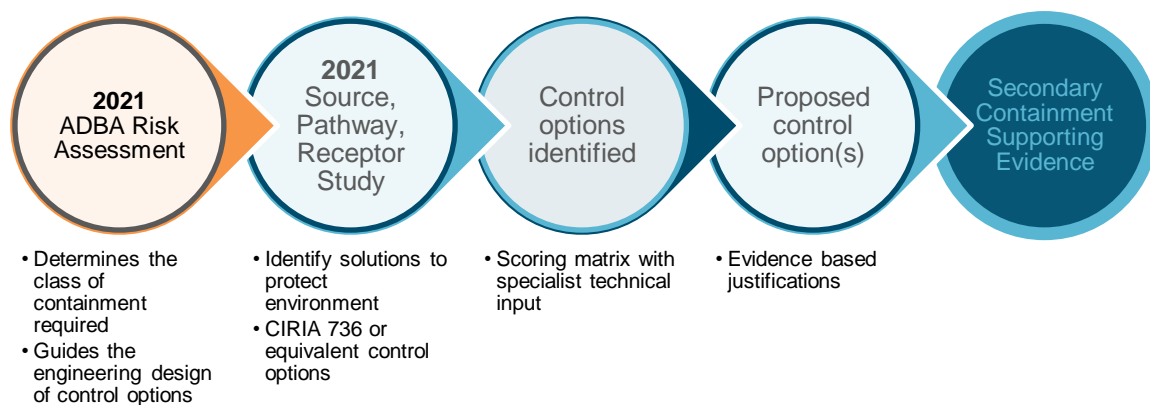 2021
ADBA Risk
Assessment
2021
Source,
Pathway,
Receptor
Study
Control
options
identified
Proposed
control
option(s)
Secondary
Containment
Supporting
Evidence
• Determines the
class of
containment
required
• Guides the
engineering design
of control options
• Identify solutions to
protect
environment
• CIRIA 736 or
equivalent control
options
• Scoring matrix with
specialist technical
input
• Evidence based
justifications